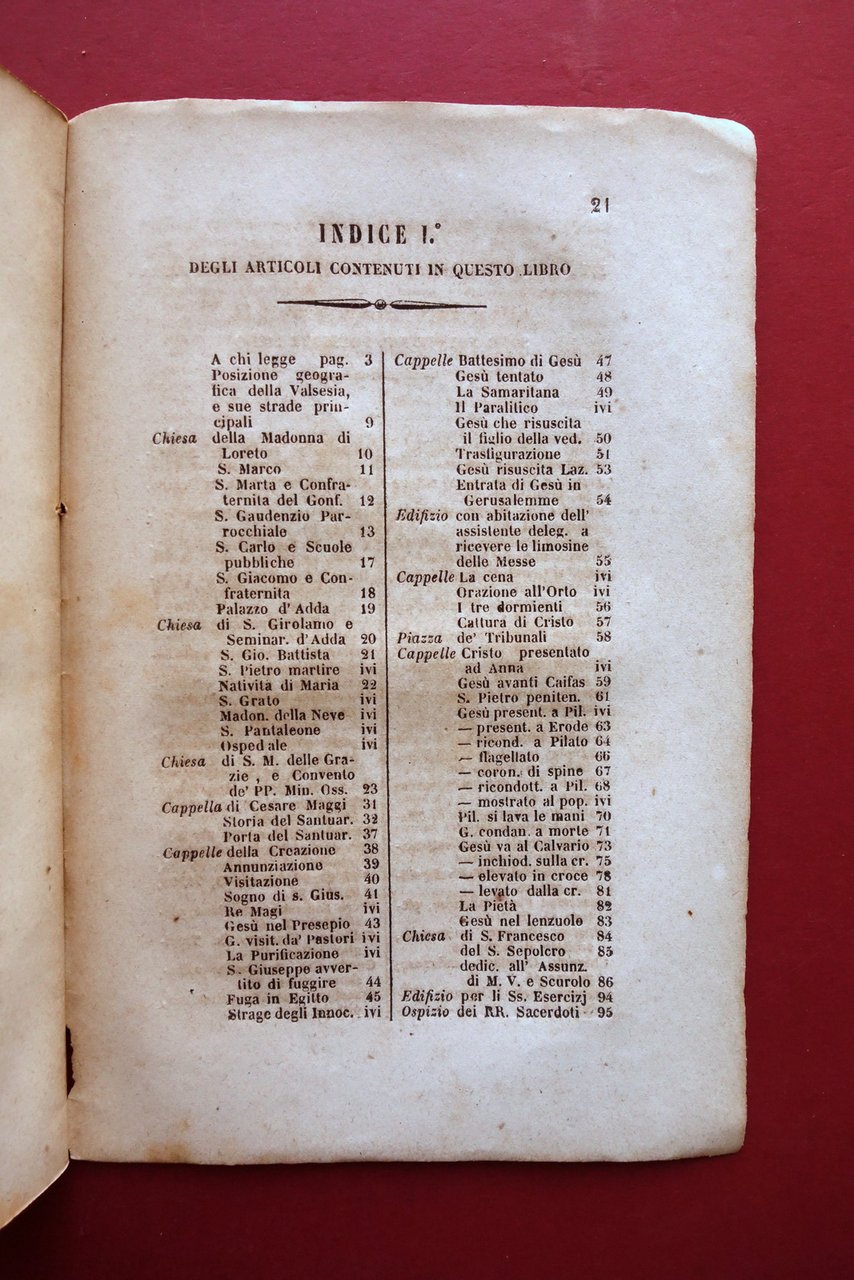 21
INDICE I.°
DEGLI ARTICOLI CONTENUTI IN QUESTO LIBRO
A chi legge pag. 3
Posizione geogra-
fica della Valsesia,
e sue strade prin-
cipali 9
Chiesa della Madonna di
Loreto 10
S. Marco 11
S. Marta e Confra-
ternita del Gonf. 12
S. Gaudenzio Par-
rocchiale 13
S. Carlo e Scuole
pubbliche 17
S. Giacomo e Con-
fraternita 18
Palazzo d'Adda 19
Chiesa di S. Girolamo e
Seminar. d'Adda 20
S. Gio. Battista 21
S. Pietro martire ivi
Natività di Maria 22
S. Grato ivi
Madon. della Neve ivi
S. Pantaleone ivi
Ospedale ivi
Chiesa di S. M. delle Gra-
zie, e Convento
de' PP. Min. Oss. 23
Cappella di Cesare Maggi 31
Storia del Santuar. 32
Porta del Santuar. 37
Cappelle della Creazione 38
Annunziazione 39
Visitazione 40
Sogno di s. Gius. 41
Re Magi ivi
Gesù nel Presepio 43
G. visit. da' Pastori ivi
La Purificazione ivi
S. Giuseppe avver-
tito di fuggire 44
Fuga in Egitto 45
Strage degli Innoc. ivi
Cappelle Battesimo di Gesù 47
Gesù tentato 48
La Samaritana 49
Il Paralitico ivi
Gesù che risuscita
il figlio della ved. 50
Trasfigurazione 51
Gesù risuscita Laz. 53
Entrata di Gesù in
Gerusalemme 54
Edifizio con abitazione dell'
assistente deleg. a
ricevere le limosine
delle Messe 55
Cappelle La cena ivi
Orazione all'Orto ivi
I tre dormienti 56
Cattura di Cristo 57
Piazza de' Tribunali 58
Cappelle Cristo presentato
ad Anna ivi
Gesù avanti Caifas 59
S. Pietro peniten. 61
Gesù present. a Pil. ivi
— present. a Erode 63
— ricond. a Pilato 64
— flagellato 66
— coron. di spine 67
— ricondott. a Pil. 68
— mostrato al pop. ivi
Pil. si lava le mani 70
G. condan. a morte 71
Gesù va al Calvario 73
— inchiod. sulla cr. 75
— elevato in croce 78
— levato dalla cr. 81
La Pietà 82
Gesù nel lenzuolo 83
Chiesa di S. Francesco 84
del S. Sepolcro 85
dedic. all' Assunz.
di M. V. e Scurolo 86
Edifizio per li Ss. Esercizj 94
Ospizio dei RR. Sacerdoti 95